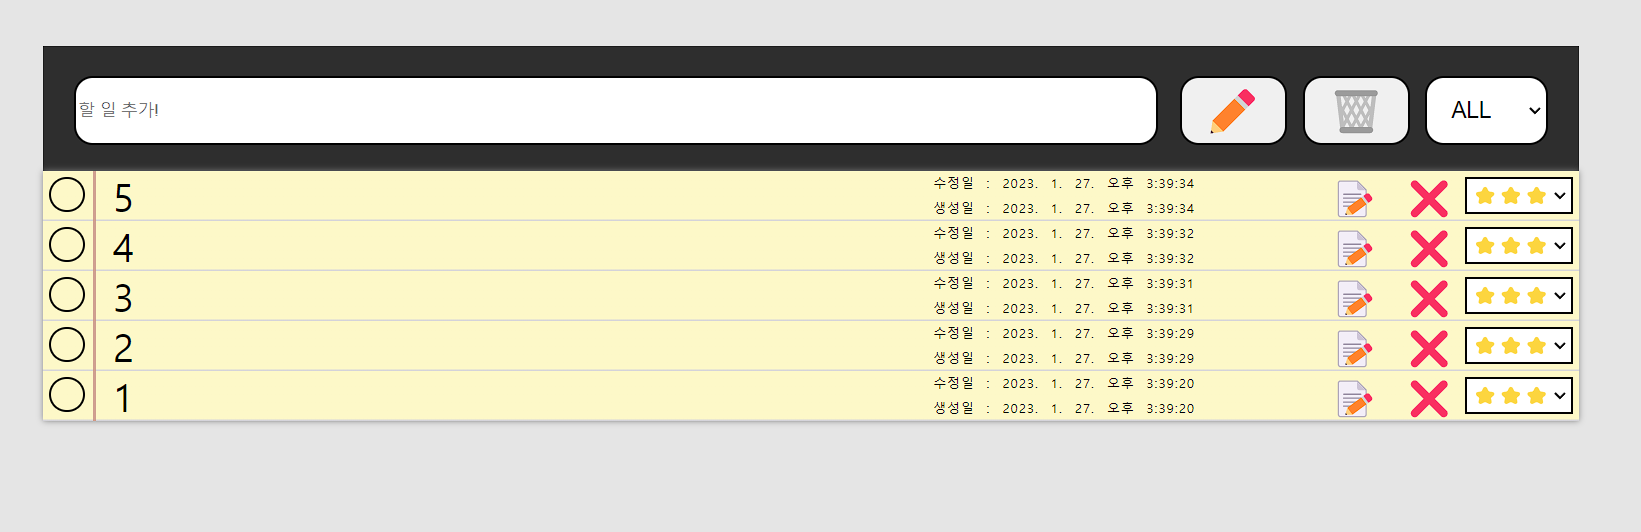 할 일 추가!
ALL
5
수정일 : 2023. 1. 27. 오후 3:39:34
생성일 : 2023. 1. 27. 오후 3:39:34
4
수정일 : 2023. 1. 27. 오후 3:39:32
생성일 : 2023. 1. 27. 오후 3:39:32
3
수정일 : 2023. 1. 27. 오후 3:39:31
생성일 : 2023. 1. 27. 오후 3:39:31
2
수정일 : 2023. 1. 27. 오후 3:39:29
생성일 : 2023. 1. 27. 오후 3:39:29
1
수정일 : 2023. 1. 27. 오후 3:39:20
생성일 : 2023. 1. 27. 오후 3:39:20